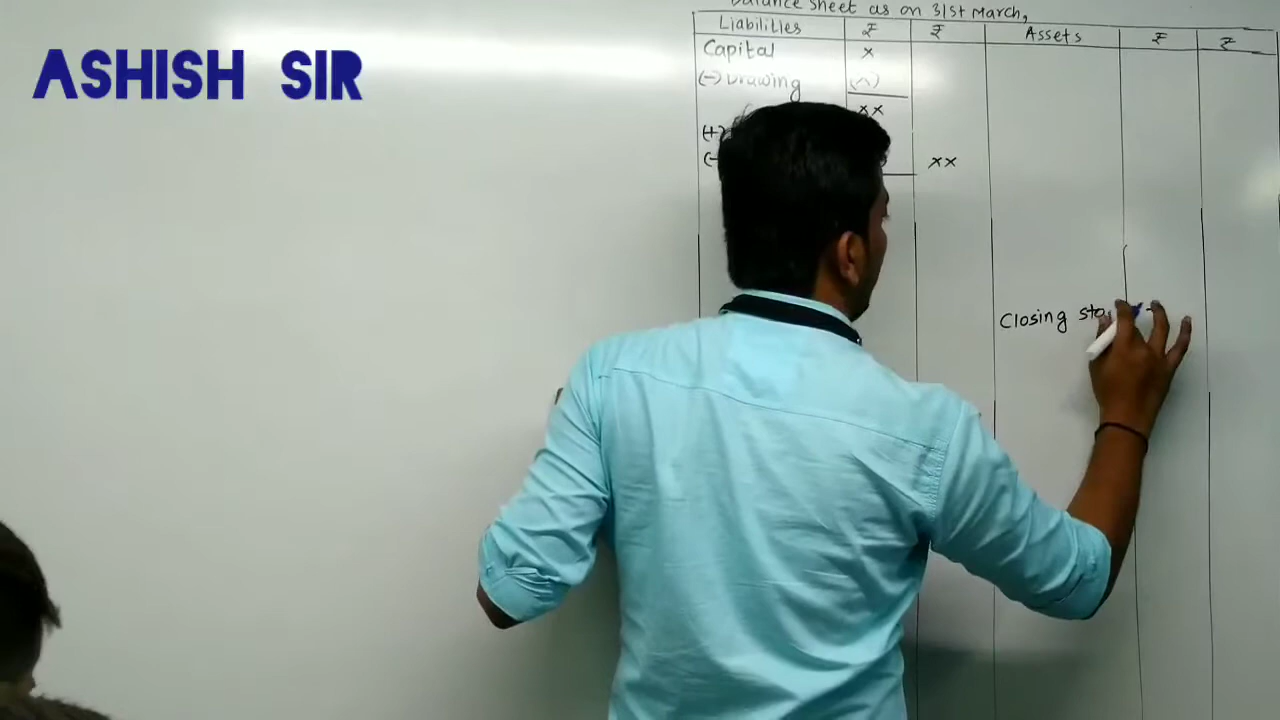 ASHISH SIR
Balance Sheet as on 31st March,
Liabilities ₹ ₹ Assets ₹ ₹
Capital x
(-) Drawing (x)
xx
(+)
(- xx
Closing sto